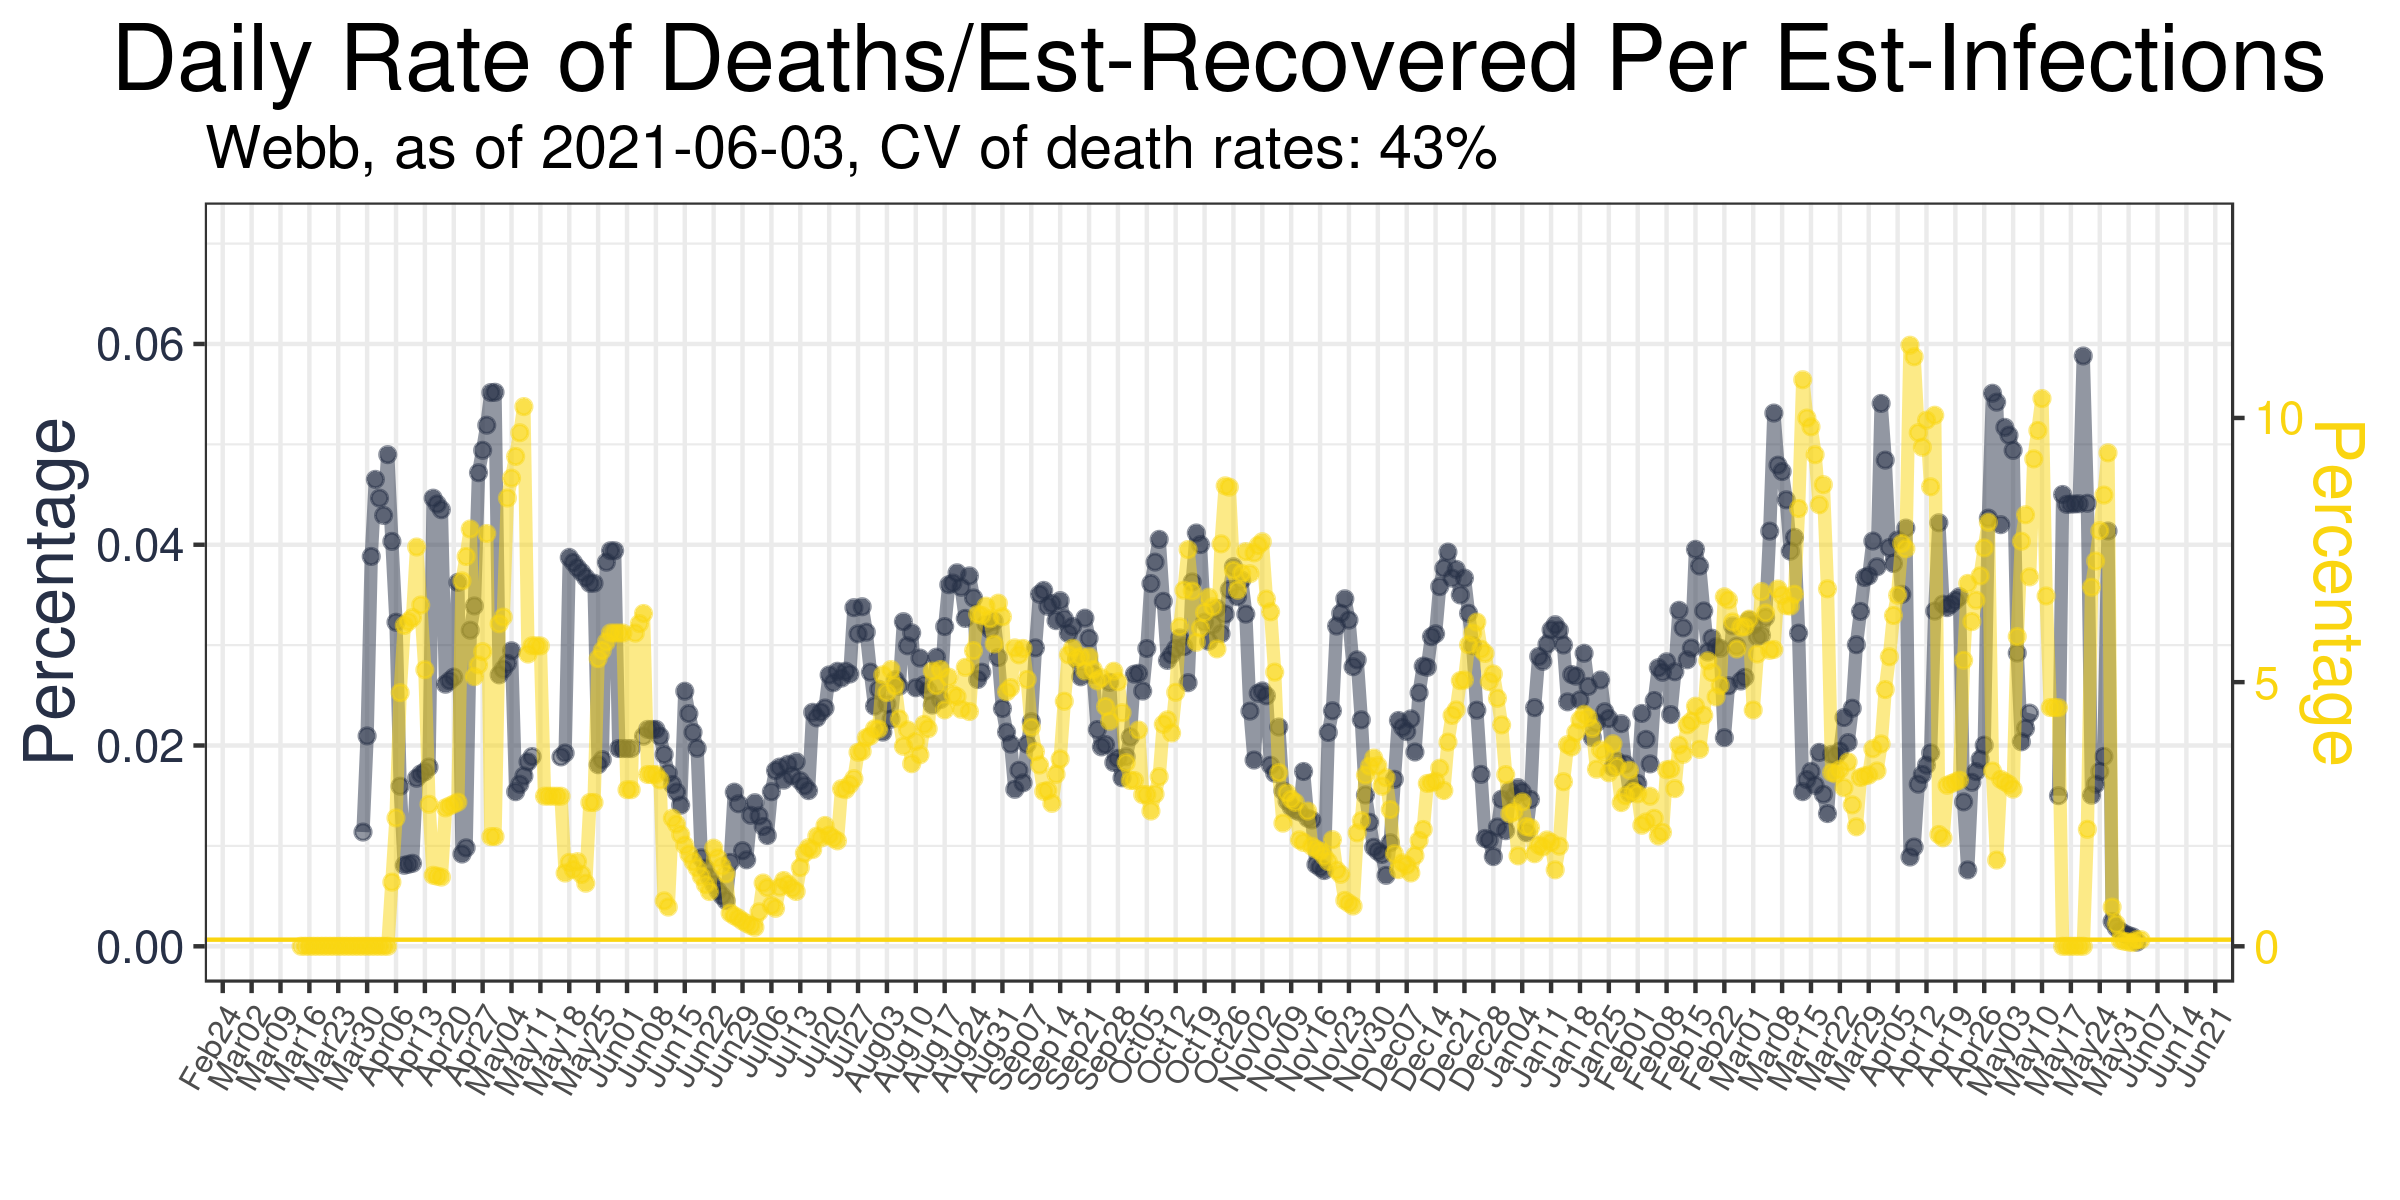 Daily Rate of Deaths/Est-Recovered Per Est-Infections
Webb, as of 2021-06-03, CV of death rates: 43%
Percentage
0.06
0.04
0.02
0.00
10
5
0
Percentage
Feb24
Mar02
Mar09
Mar16
Mar23
Mar30
Apr06
Apr13
Apr20
Apr27
May04
May11
May18
May25
Jun01
Jun08
Jun15
Jun22
Jun29
Jul06
Jul13
Jul20
Jul27
Aug03
Aug10
Aug17
Aug24
Aug31
Sep07
Sep14
Sep21
Sep28
Oct05
Oct12
Oct19
Oct26
Nov02
Nov09
Nov16
Nov23
Nov30
Dec07
Dec14
Dec21
Dec28
Jan04
Jan11
Jan18
Jan25
Feb01
Feb08
Feb15
Feb22
Mar01
Mar08
Mar15
Mar22
Mar29
Apr05
Apr12
Apr19
Apr26
May03
May10
May17
May24
May31
Jun07
Jun14
Jun21